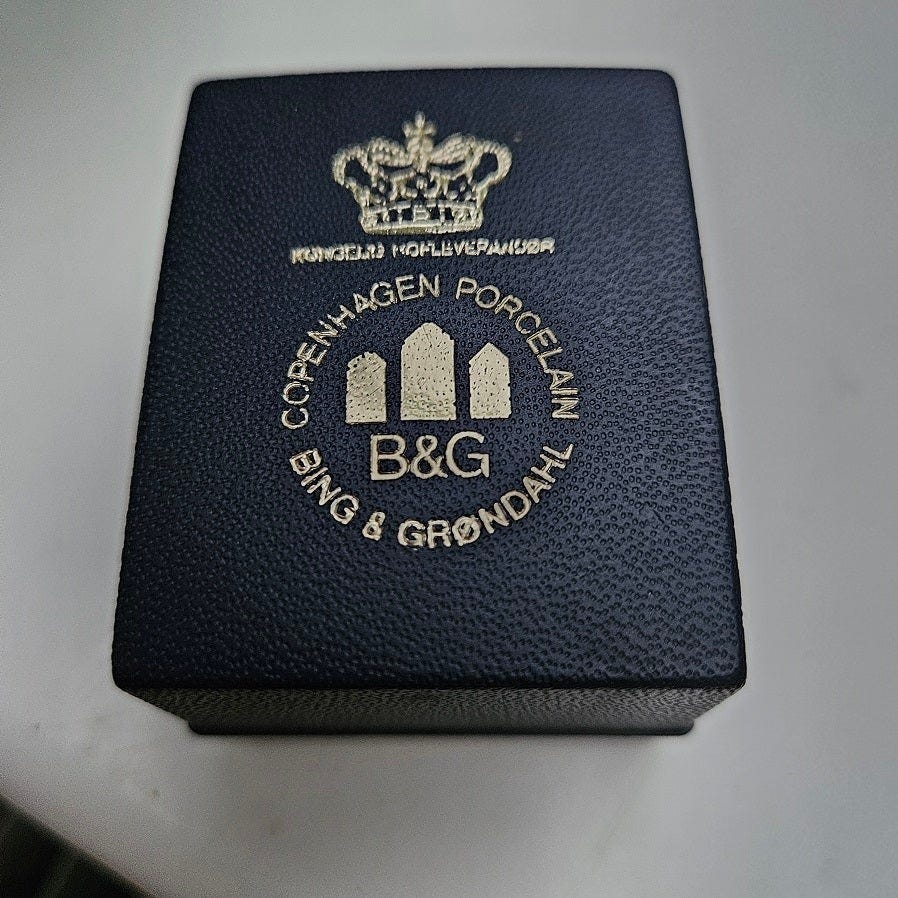 KONGELIG HOFLEVERANDØR
COPENHAGEN PORCELAIN
B&G
BING & GRØNDAHL